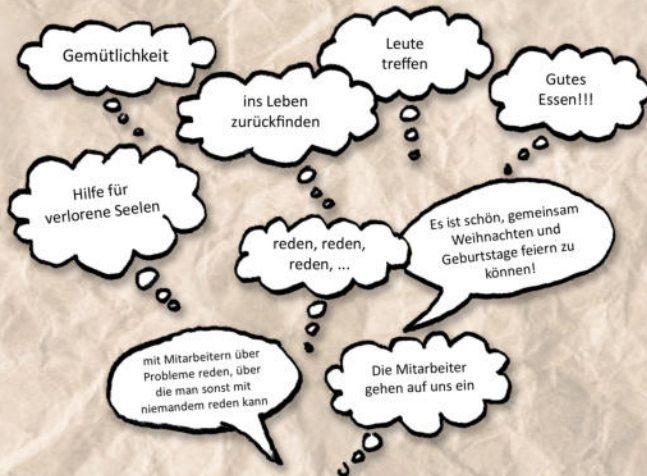 Gemütlichkeit
Leute
treffen
Gutes
Essen!!!
ins Leben
zurückfinden
Hilfe für
verlorene Seelen
reden, reden,
reden, ...
Es ist schön, gemeinsam
Weihnachten und
Geburtstage feiern zu
können!
mit Mitarbeitern über
Probleme reden, über
die man sonst mit
niemandem reden kann
Die Mitarbeiter
gehen auf uns ein